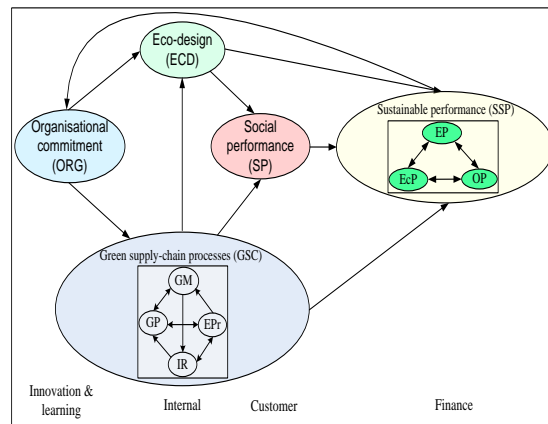 Eco-design
(ECD)
Organisational
commitment
(ORG)
Social
performance
(SP)
Sustainable performance (SSP)
EP
EcP
OP
Green supply-chain processes (GSC)
GM
GP
EPr
IR
Innovation &
learning
Internal
Customer
Finance